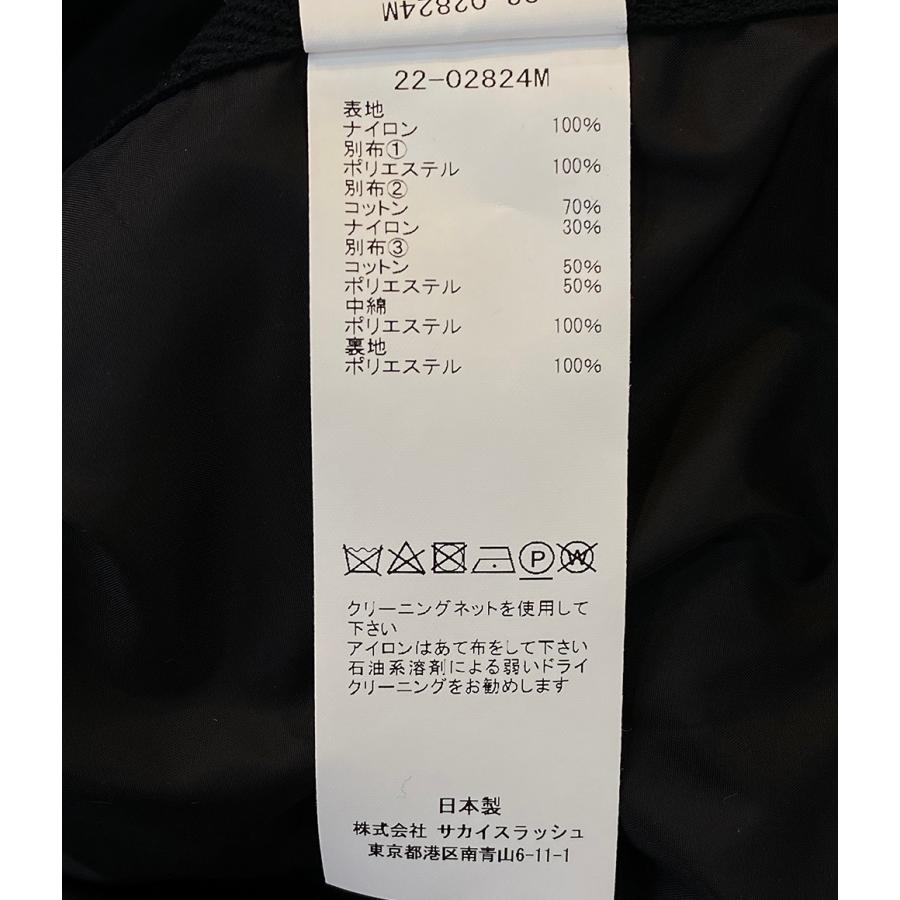 22-02824M
22-02824M
表地
ナイロン 100%
別布①
ポリエステル 100%
別布②
コットン 70%
ナイロン 30%
別布③
コットン 50%
ポリエステル 50%
中綿
ポリエステル 100%
裏地
ポリエステル 100%
P W
クリーニングネットを使用して
下さい
アイロンはあて布をして下さい
石油系溶剤による弱いドライ
クリーニングをお勧めします
日本製
株式会社 サカイスラッシュ
東京都港区南青山6-11-1